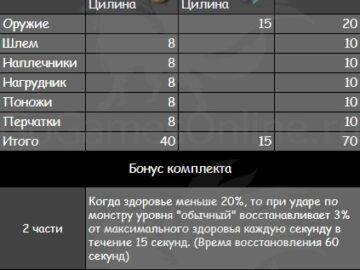 Цилина Цилина
Оружие 15 20
Шлем 8 10
Наплечники 8 10
Нагрудник 8 10
Поножи 8 10
Перчатки 8 10
Итого 40 15 70
Бонус комплекта
2 части
Когда здоровье меньше 20%, то при ударе по
монстру уровня "обычный" восстанавливает 3%
от максимального здоровья каждую секунду в
течение 15 секунд. (Время восстановления 60
секунд)